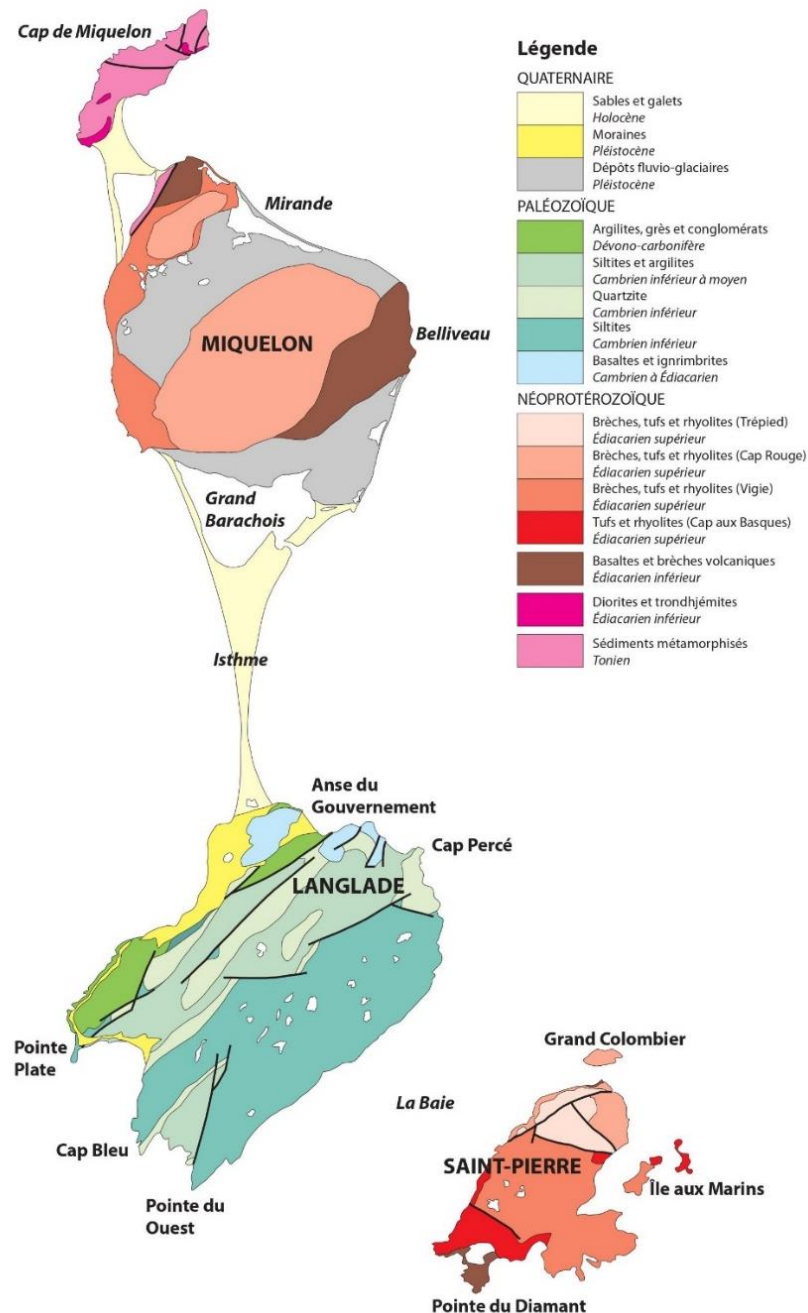 Cap de Miquelon
Mirande
MIQUELON
Belliveau
Grand
Barachois
Isthme
Anse du
Gouvernement
Cap Percé
LANGLADE
Pointe
Plate
Cap Bleu
Pointe du
Ouest
Grand Colombier
La Baie
SAINT-PIERRE
Île aux Marins
Pointe du Diamant
Légende
QUATERNAIRE
Sables et galets
Holocène
Moraines
Pléistocène
Dépôts fluvio-glaciaires
Pléistocène
PALÉOZOÏQUE
Argilites, grès et conglomérats
Dévono-carbonifère
Siltites et argilites
Cambrien inférieur à moyen
Quartzite
Cambrien inférieur
Siltites
Cambrien inférieur
Basaltes et ignrimbrites
Cambrien à Édiacarien
NÉOPROTÉROZOÏQUE
Brèches, tufs et rhyolites (Trépied)
Édiacarien supérieur
Brèches, tufs et rhyolites (Cap Rouge)
Édiacarien supérieur
Brèches, tufs et rhyolites (Vigie)
Édiacarien supérieur
Tufs et rhyolites (Cap aux Basques)
Édiacarien supérieur
Basaltes et brèches volcaniques
Édiacarien inférieur
Diorites et trondhjémites
Édiacarien inférieur
Sédiments métamorphisés
Tonien